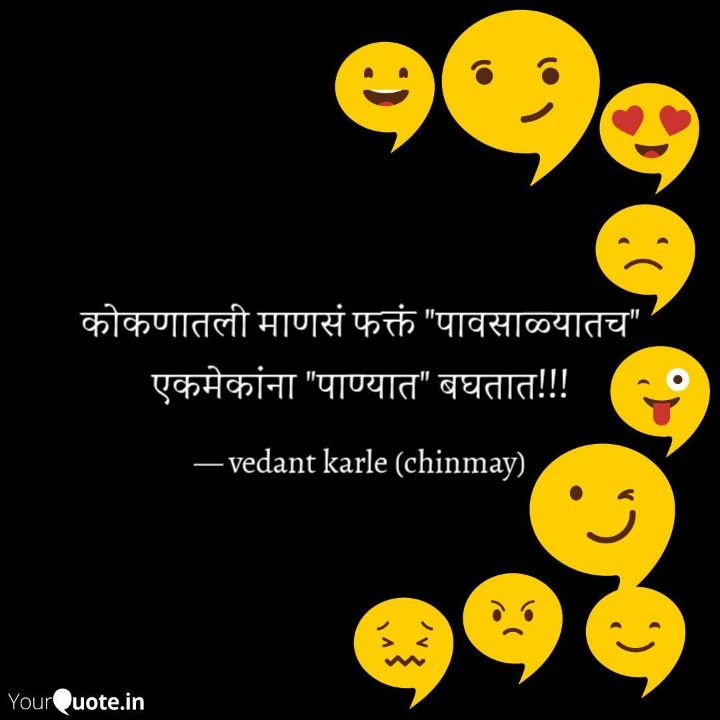 कोकणातली माणसं फक्तं "पावसाळ्यातच"
एकमेकांना "पाण्यात" बघतात!!!
— vedant karle (chinmay)
YourQuote.in